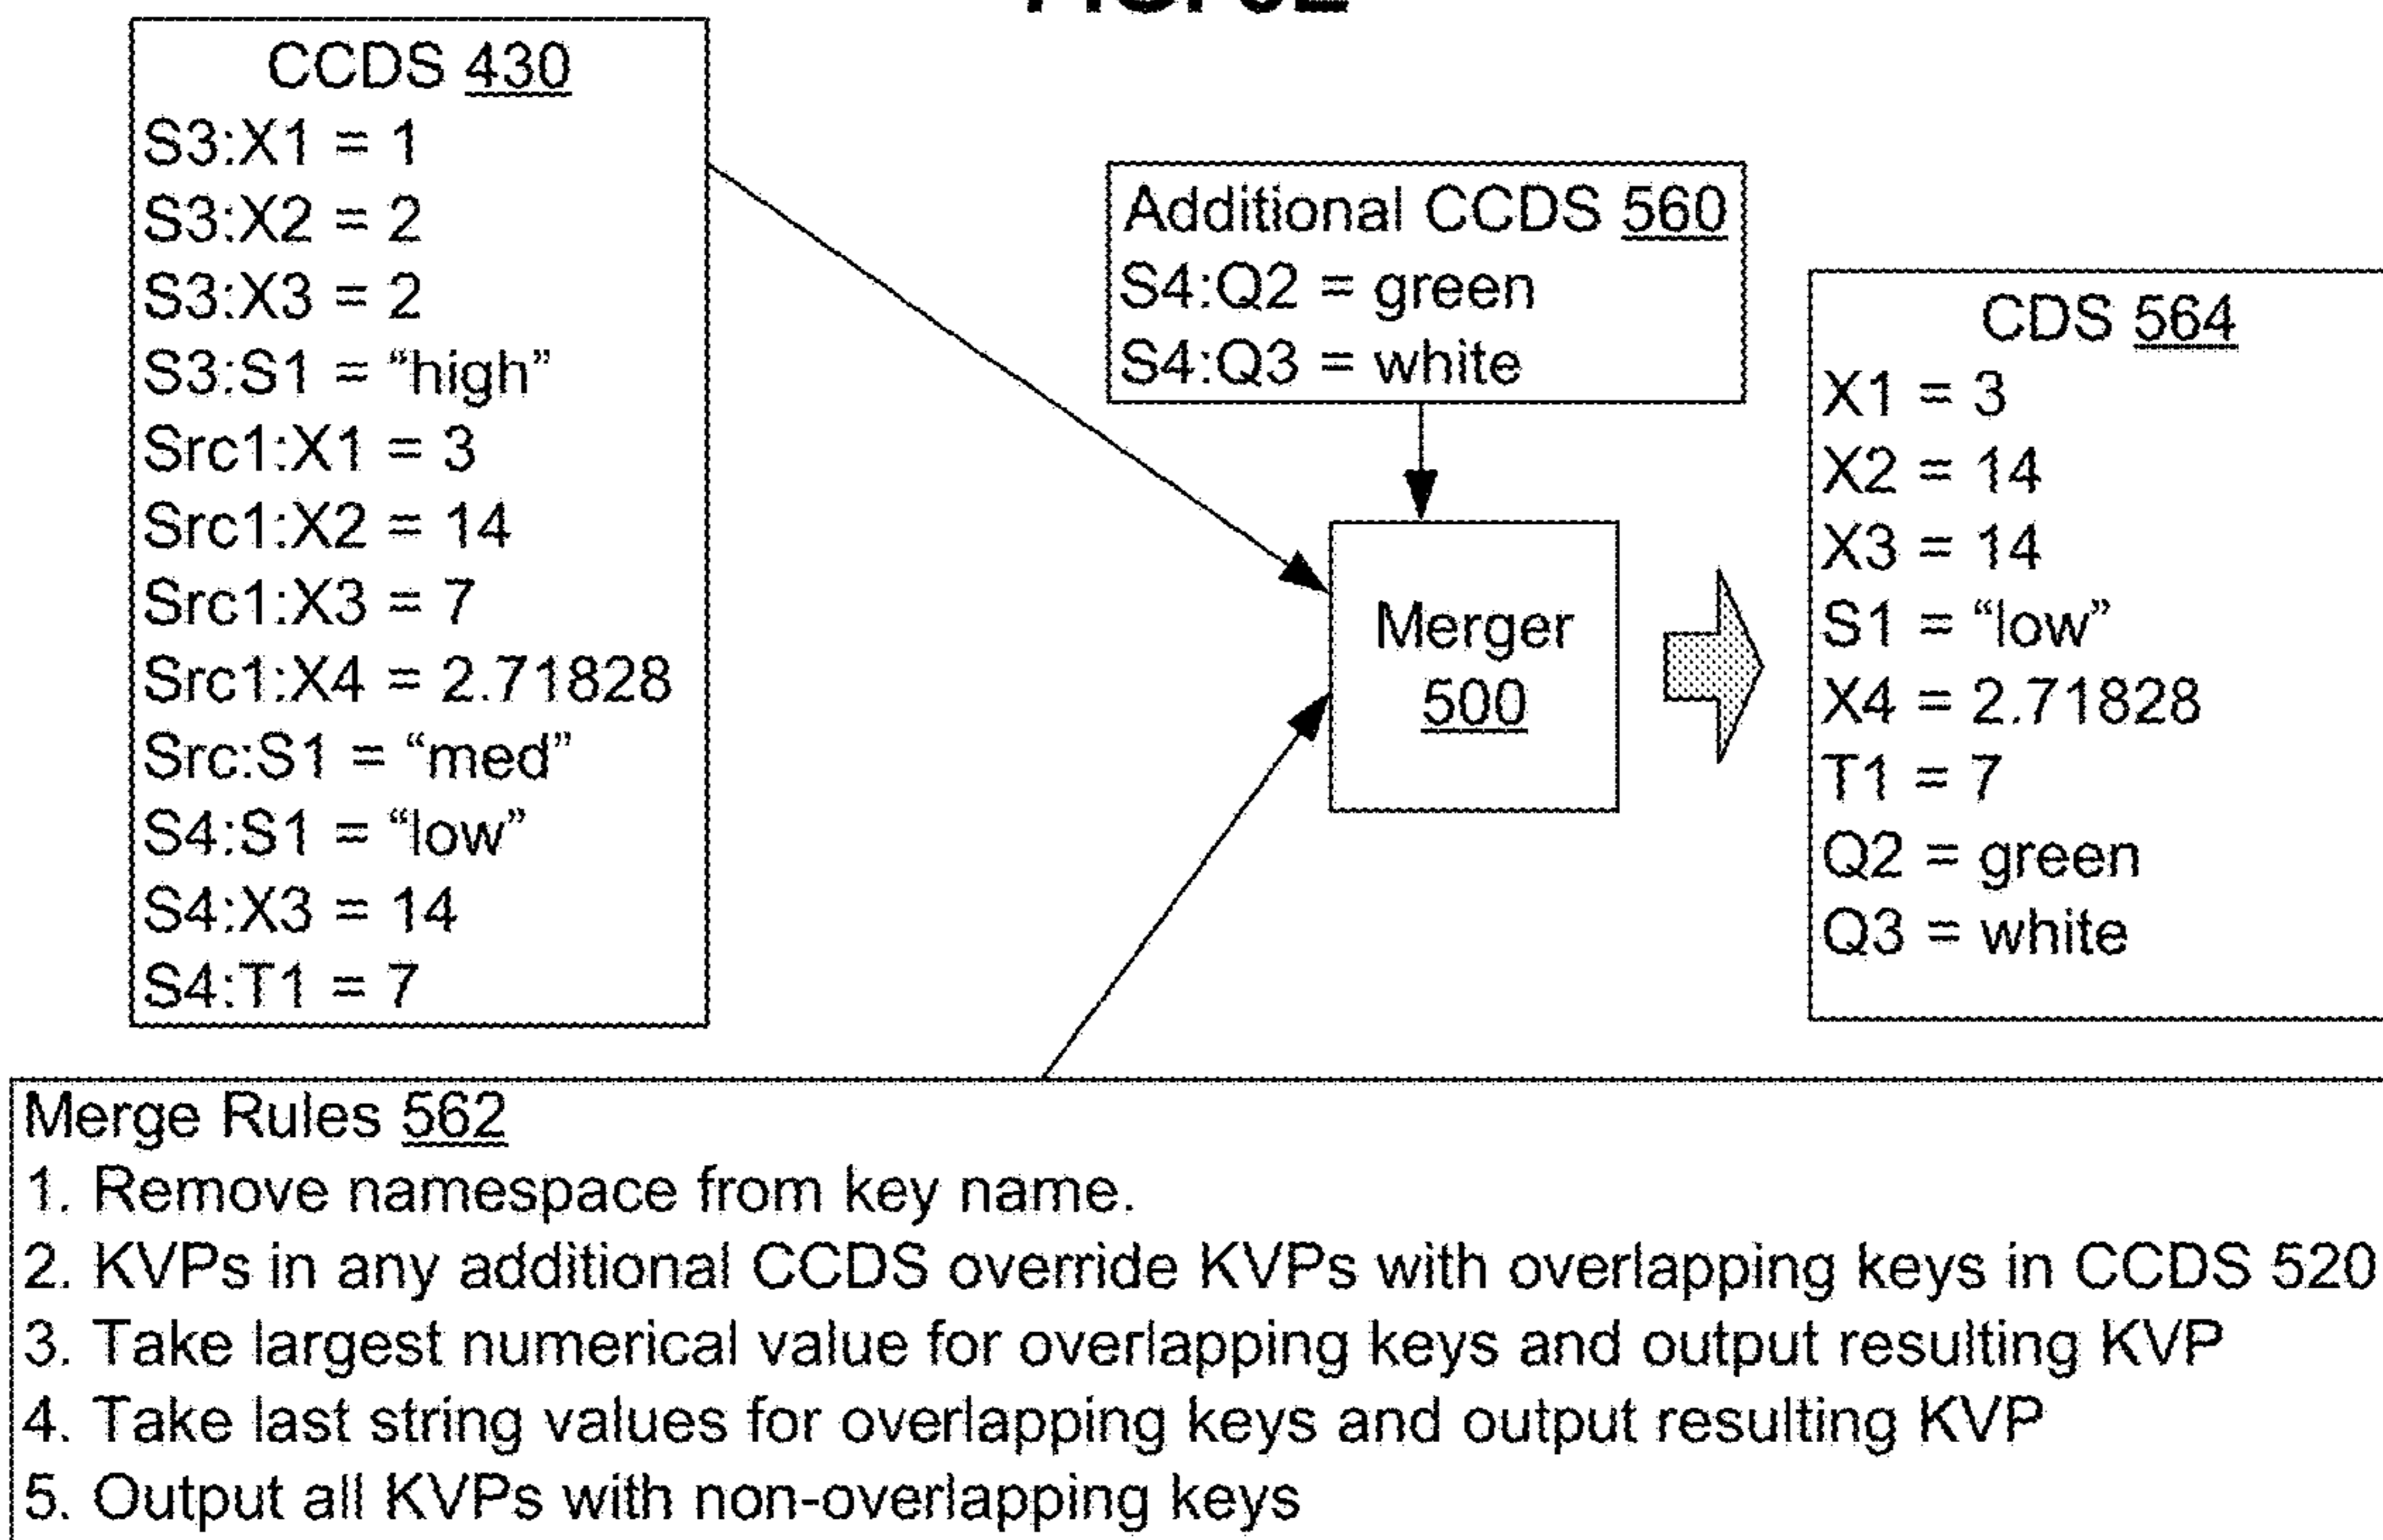 CCDS 430
S3:X1 = 1
S3:X2 = 2
S3:X3 = 2
S3:S1 = “high”
Src1:X1 = 3
Src1:X2 = 14
Src1:X3 = 7
Src1:X4 = 2.71828
Src:S1 = “med”
S4:S1 = “low”
S4:X3 = 14
S4:T1 = 7
Additional CCDS 560
S4:Q2 = green
S4:Q3 = white
Merger
500
CDS 564
X1 = 3
X2 = 14
X3 = 14
S1 = “low”
X4 = 2.71828
T1 = 7
Q2 = green
Q3 = white
Merge Rules 562
1. Remove namespace from key name.
2. KVPs in any additional CCDS override KVPs with overlapping keys in CCDS 520
3. Take largest numerical value for overlapping keys and output resulting KVP
4. Take last string values for overlapping keys and output resulting KVP
5. Output all KVPs with non-overlapping keys